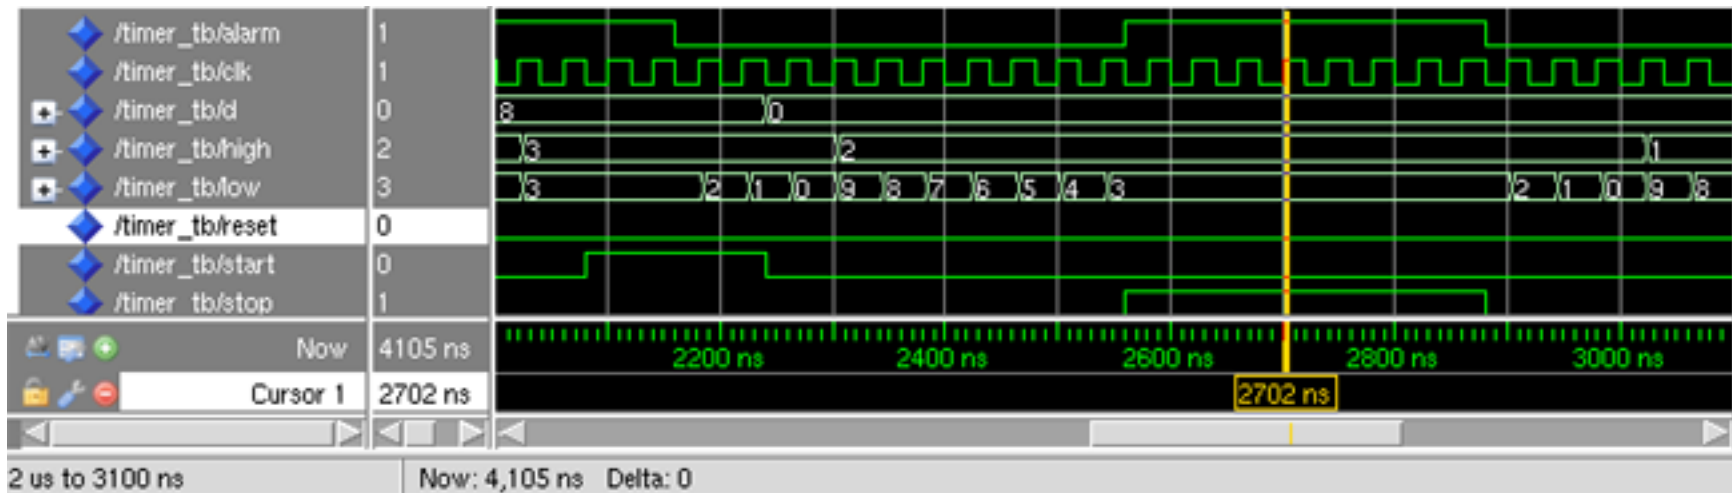 /timer_tb/alarm 1
/timer_tb/clk 1
/timer_tb/d 0 8 0
/timer_tb/high 2 3 2 1
/timer_tb/low 3 3 2 1 0 9 8 7 6 5 4 3 2 1 0 9 8
/timer_tb/reset 0
/timer_tb/start 0
/timer_tb/stop 1
Now 4105 ns 2200 ns 2400 ns 2600 ns 2800 ns 3000 ns
Cursor 1 2702 ns 2702 ns
2 us to 3100 ns Now: 4,105 ns Delta: 0